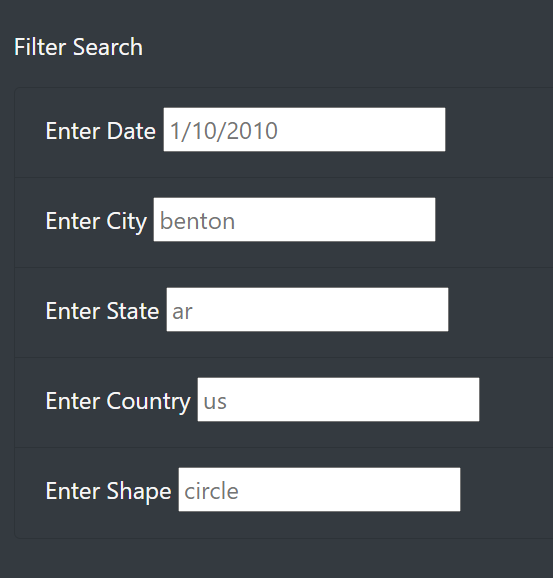 Filter Search
Enter Date 1/10/2010
Enter City benton
Enter State ar
Enter Country us
Enter Shape circle